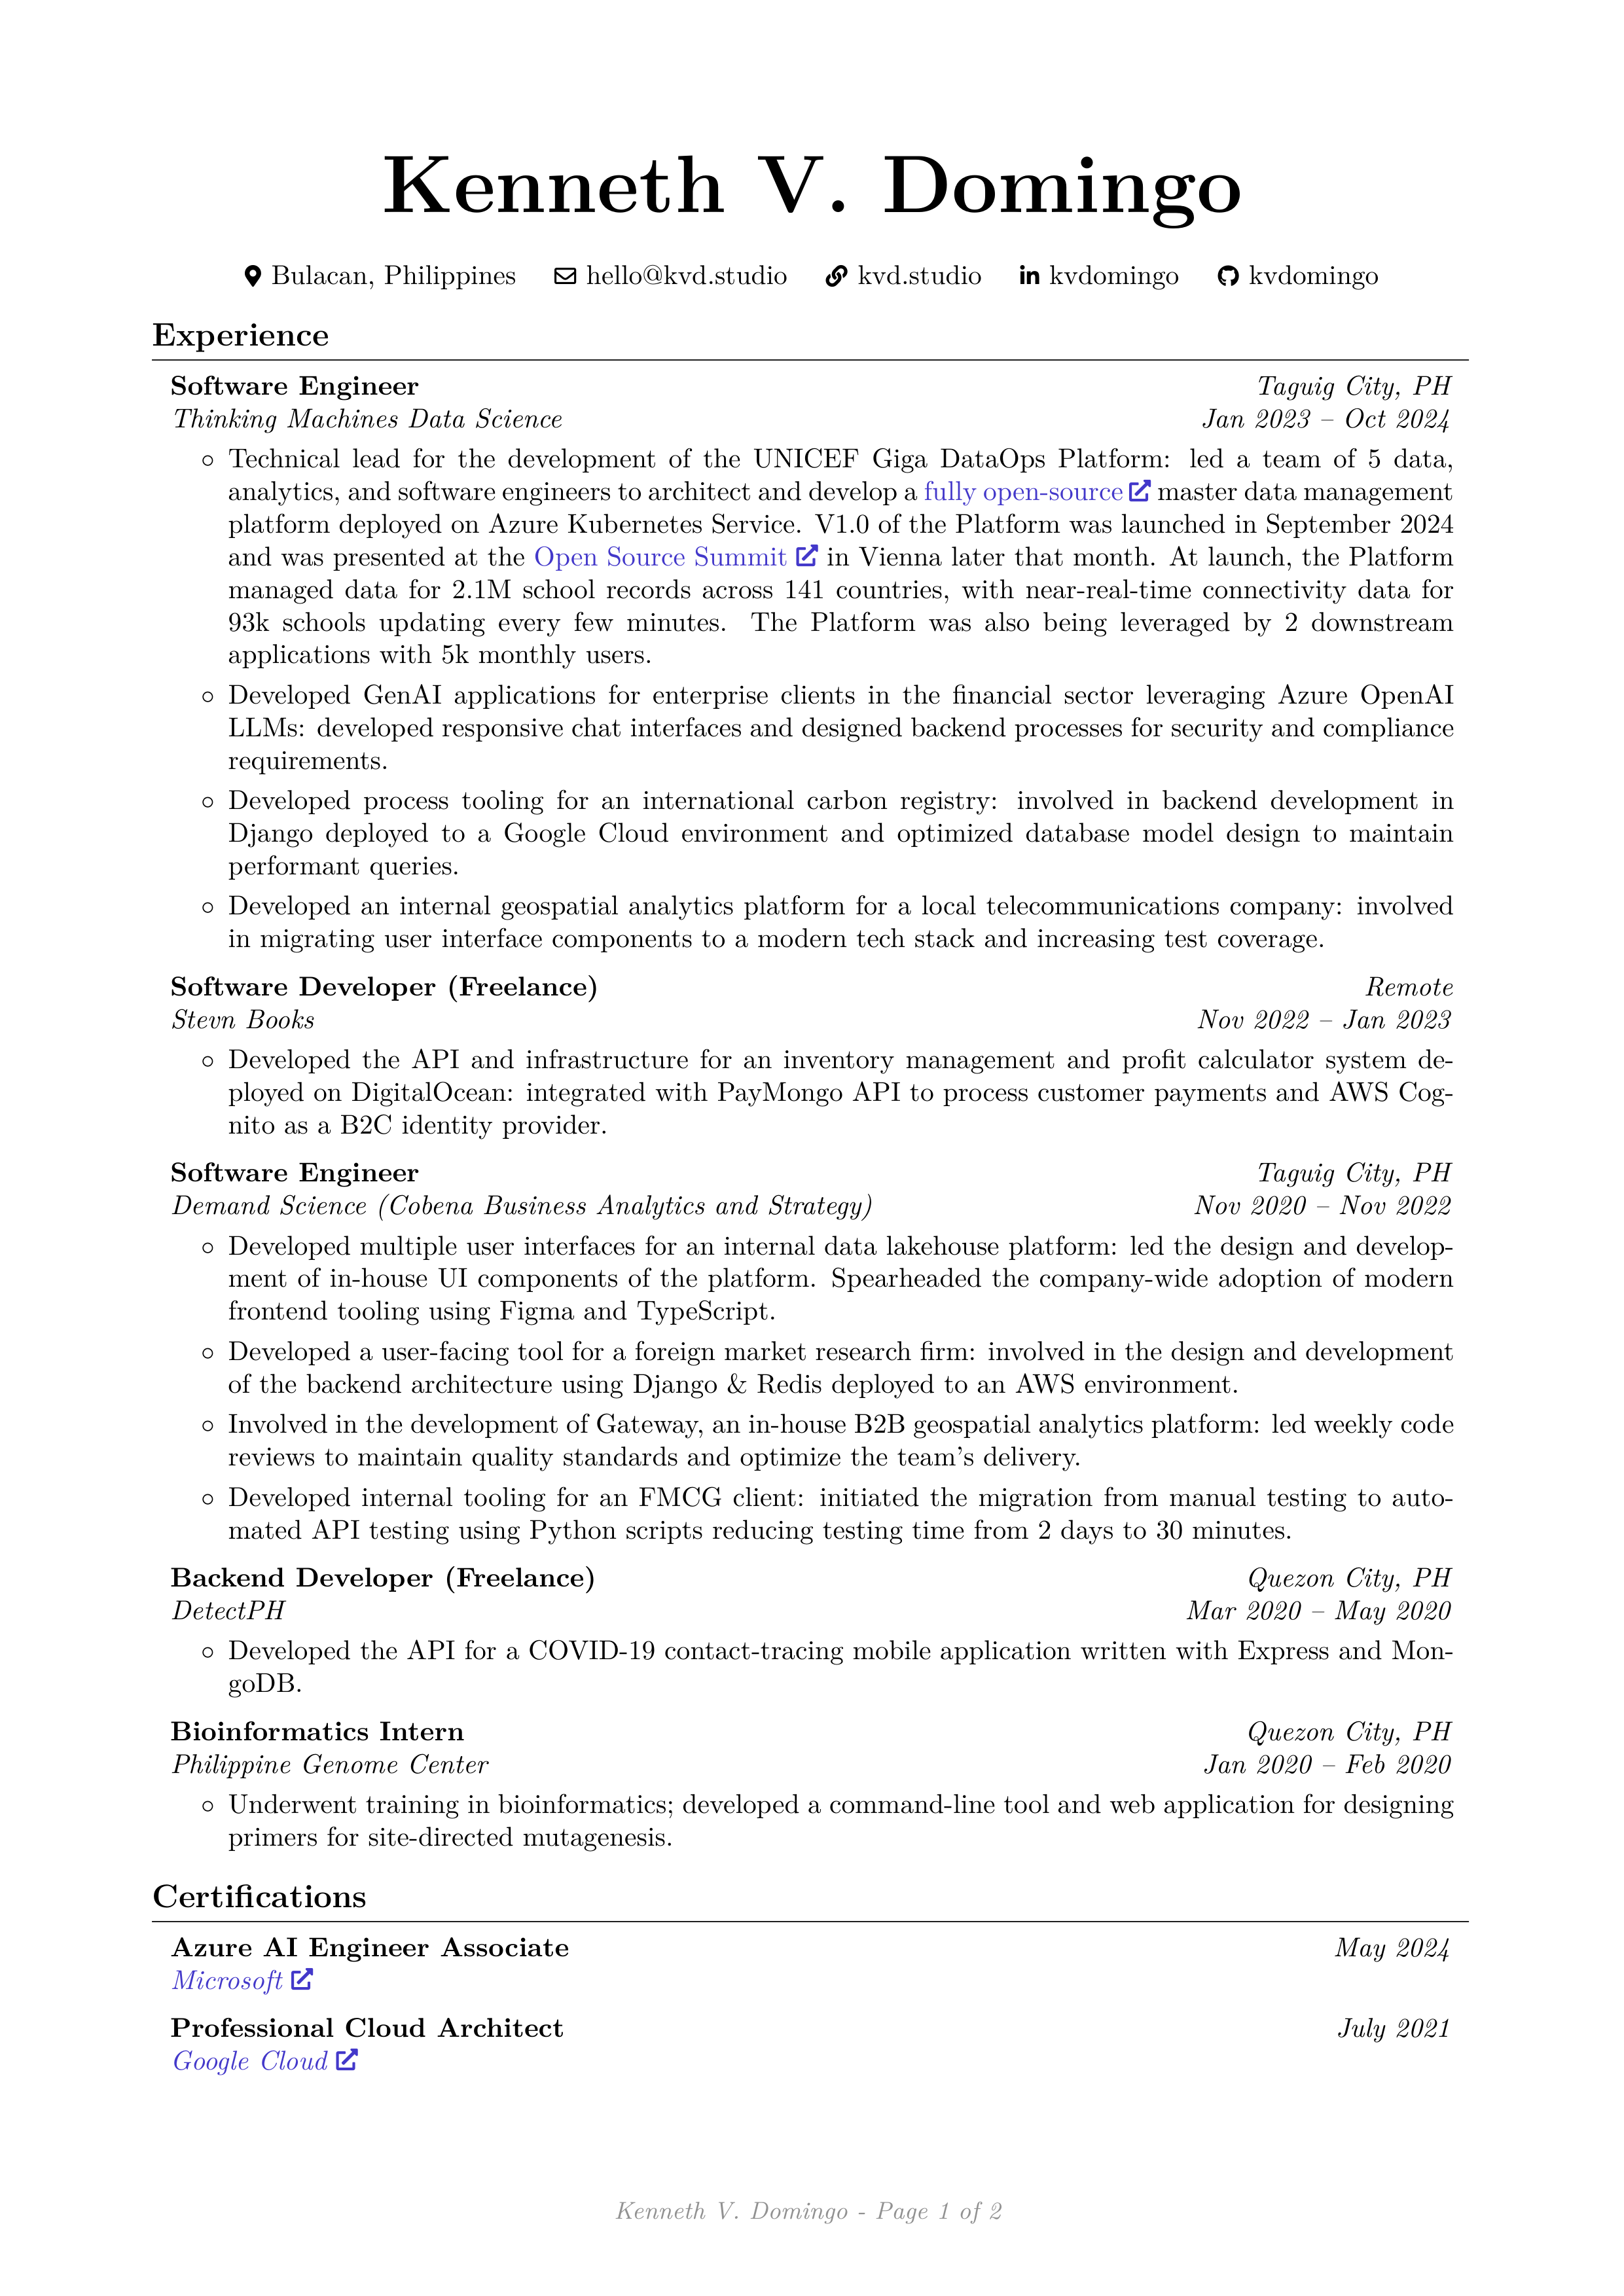 Kenneth V. Domingo
Bulacan, Philippines hello@kvd.studio kvd.studio kvdomingo kvdomingo
Experience
Software Engineer Taguig City, PH
Thinking Machines Data Science Jan 2023 – Oct 2024
◦ Technical lead for the development of the UNICEF Giga DataOps Platform: led a team of 5 data,
analytics, and software engineers to architect and develop a fully open-source master data management
platform deployed on Azure Kubernetes Service. V1.0 of the Platform was launched in September 2024
and was presented at the Open Source Summit in Vienna later that month. At launch, the Platform
managed data for 2.1M school records across 141 countries, with near-real-time connectivity data for
93k schools updating every few minutes. The Platform was also being leveraged by 2 downstream
applications with 5k monthly users.
◦ Developed GenAI applications for enterprise clients in the financial sector leveraging Azure OpenAI
LLMs: developed responsive chat interfaces and designed backend processes for security and compliance
requirements.
◦ Developed process tooling for an international carbon registry: involved in backend development in
Django deployed to a Google Cloud environment and optimized database model design to maintain
performant queries.
◦ Developed an internal geospatial analytics platform for a local telecommunications company: involved
in migrating user interface components to a modern tech stack and increasing test coverage.
Software Developer (Freelance) Remote
Stevn Books Nov 2022 – Jan 2023
◦ Developed the API and infrastructure for an inventory management and profit calculator system de-
ployed on DigitalOcean: integrated with PayMongo API to process customer payments and AWS Cog-
nito as a B2C identity provider.
Software Engineer Taguig City, PH
Demand Science (Cobena Business Analytics and Strategy) Nov 2020 – Nov 2022
◦ Developed multiple user interfaces for an internal data lakehouse platform: led the design and develop-
ment of in-house UI components of the platform. Spearheaded the company-wide adoption of modern
frontend tooling using Figma and TypeScript.
◦ Developed a user-facing tool for a foreign market research firm: involved in the design and development
of the backend architecture using Django & Redis deployed to an AWS environment.
◦ Involved in the development of Gateway, an in-house B2B geospatial analytics platform: led weekly code
reviews to maintain quality standards and optimize the team's delivery.
◦ Developed internal tooling for an FMCG client: initiated the migration from manual testing to auto-
mated API testing using Python scripts reducing testing time from 2 days to 30 minutes.
Backend Developer (Freelance) Quezon City, PH
DetectPH Mar 2020 – May 2020
◦ Developed the API for a COVID-19 contact-tracing mobile application written with Express and Mon-
goDB.
Bioinformatics Intern Quezon City, PH
Philippine Genome Center Jan 2020 – Feb 2020
◦ Underwent training in bioinformatics; developed a command-line tool and web application for designing
primers for site-directed mutagenesis.
Certifications
Azure AI Engineer Associate May 2024
Microsoft
Professional Cloud Architect July 2021
Google Cloud
Kenneth V. Domingo - Page 1 of 2